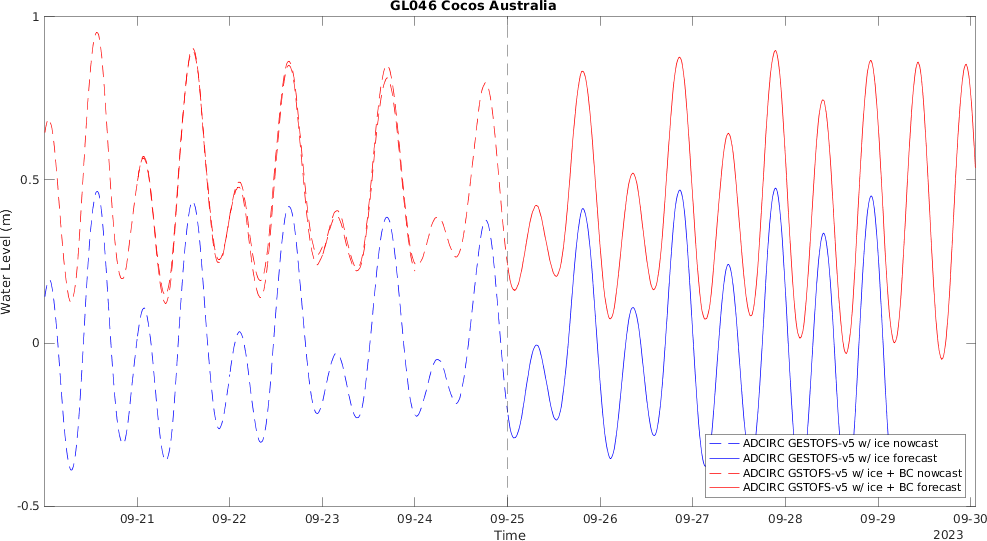 GL046 Cocos Australia
1
0.5
0
-0.5
Water Level (m)
ADCIRC GESTOFS-v5 w/ ice nowcast
ADCIRC GESTOFS-v5 w/ ice forecast
ADCIRC GSTOFS-v5 w/ ice + BC nowcast
ADCIRC GSTOFS-v5 w/ ice + BC forecast
09-21 09-22 09-23 09-24 09-25 09-26 09-27 09-28 09-29 09-30
Time
2023